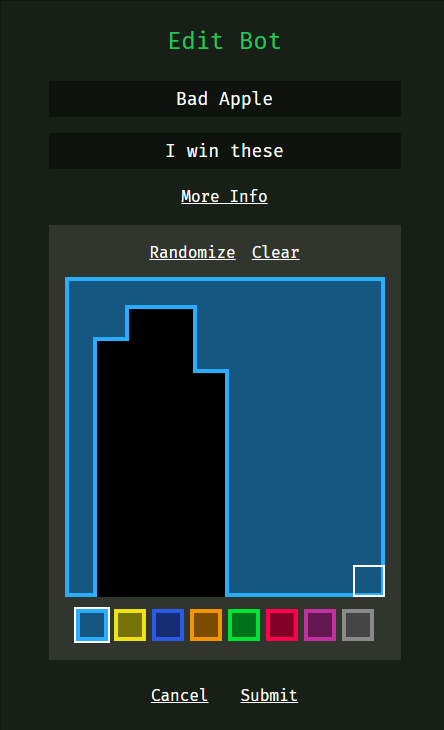 Edit Bot
Bad Apple
I win these
More Info
Randomize Clear
Cancel Submit